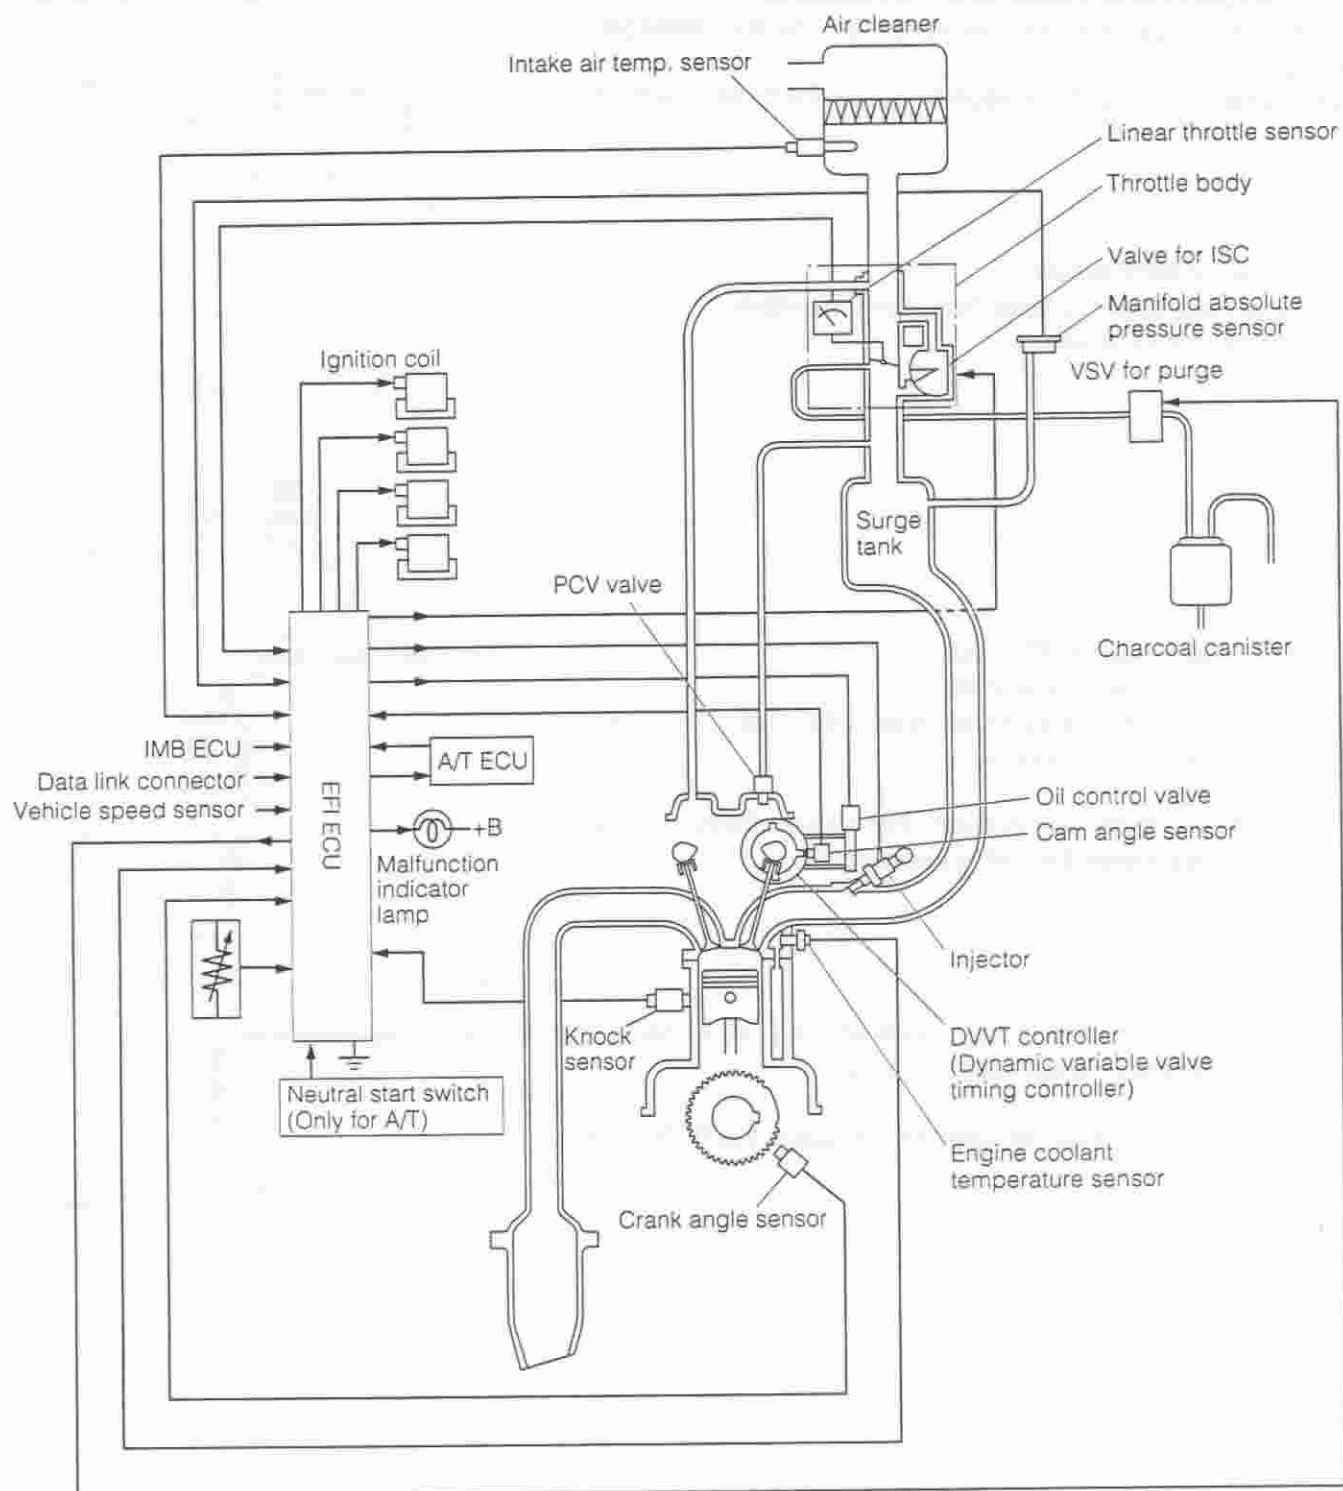 Air cleaner
Intake air temp. sensor
Linear throttle sensor
Throttle body
Valve for ISC
Manifold absolute
pressure sensor
VSV for purge
Ignition coil
Surge
tank
PCV valve
Charcoal canister
IMB ECU
Data link connector
Vehicle speed sensor
EFI ECU
A/T ECU
+B
Malfunction
indicator
lamp
Oil control valve
Cam angle sensor
Injector
Knock
sensor
DVVT controller
(Dynamic variable valve
timing controller)
Neutral start switch
(Only for A/T)
Engine coolant
temperature sensor
Crank angle sensor